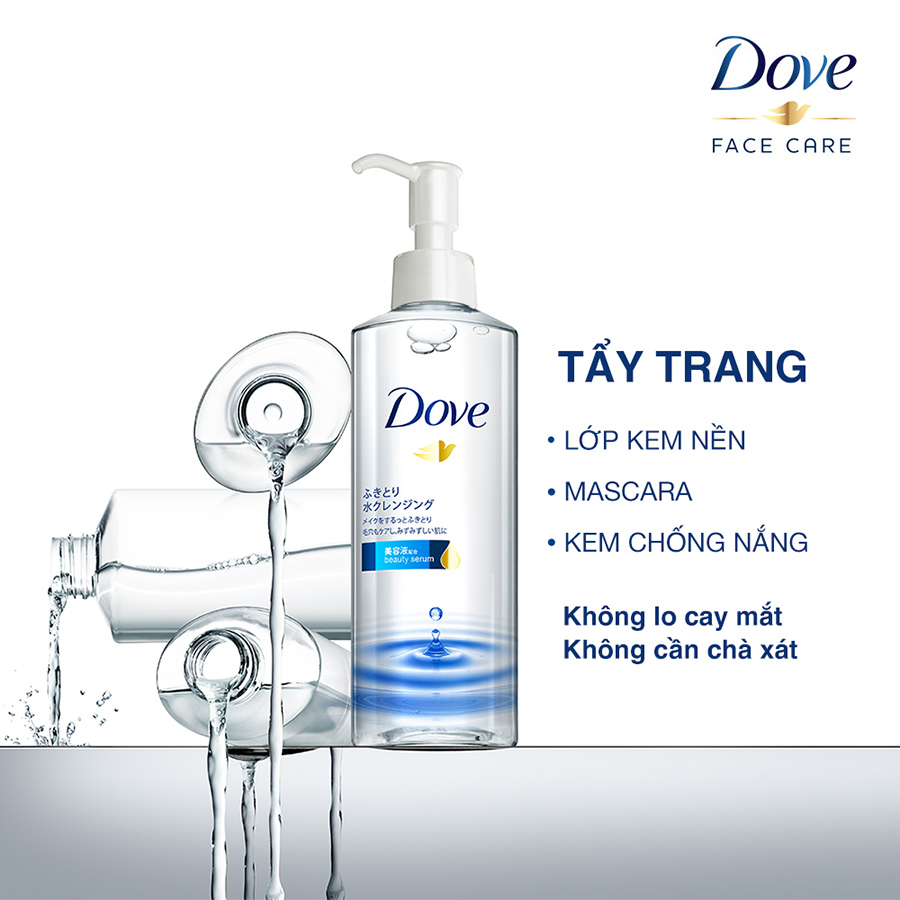 Dove
FACE CARE
Dove
ふきとり
水クレンジング
メイクをするっとふきとり
毛穴もケアし、みずみずしい肌に
美容液配合
beauty serum
TẨY TRANG
• LỚP KEM NỀN
• MASCARA
• KEM CHỐNG NẮNG
Không lo cay mắt
Không cần chà xát